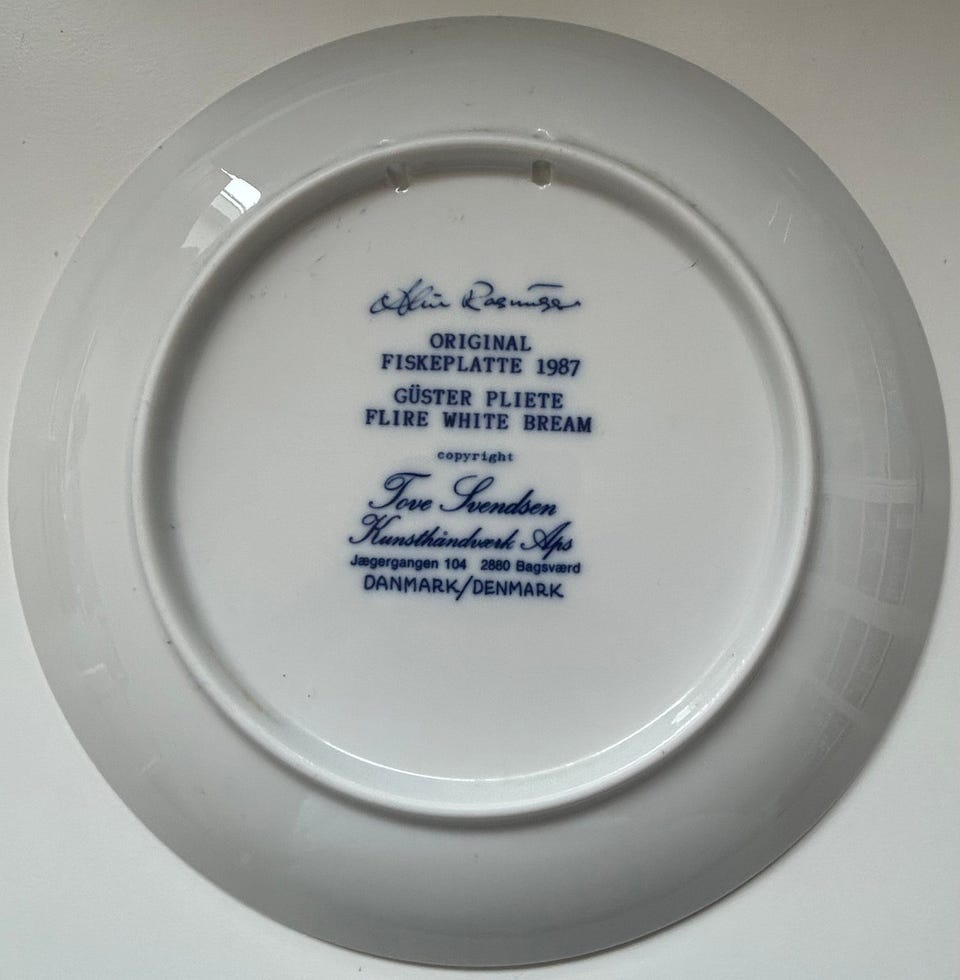 Rasmussen
ORIGINAL
FISKEPLATTE 1987
GÜSTER PLIETE
FLIRE WHITE BREAM
copyright
Tove Svendsen
Kunsthåndværk Aps
Jægergangen 104 2880 Bagsværd
DANMARK/DENMARK